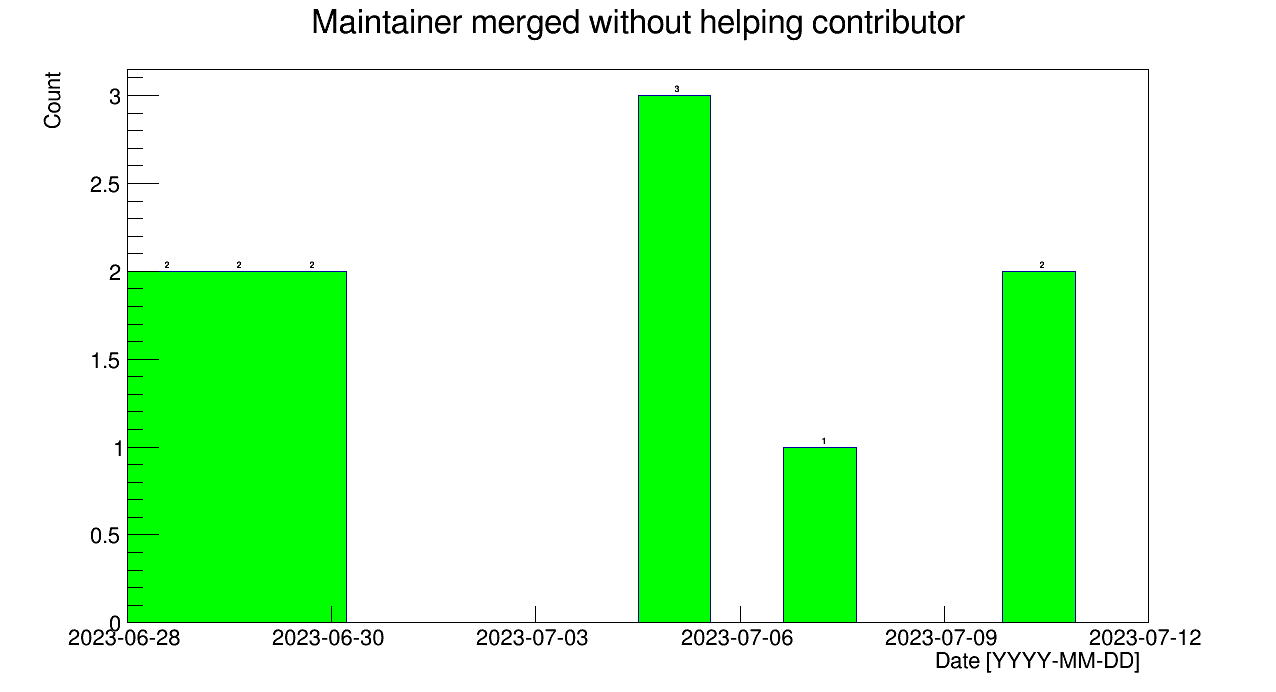 Maintainer merged without helping contributor
Count
3
2.5
2
1.5
1
0.5
0
3
2 2 2 2
1
2023-06-28 2023-06-30 2023-07-03 2023-07-06 2023-07-09 2023-07-12
Date [YYYY-MM-DD]